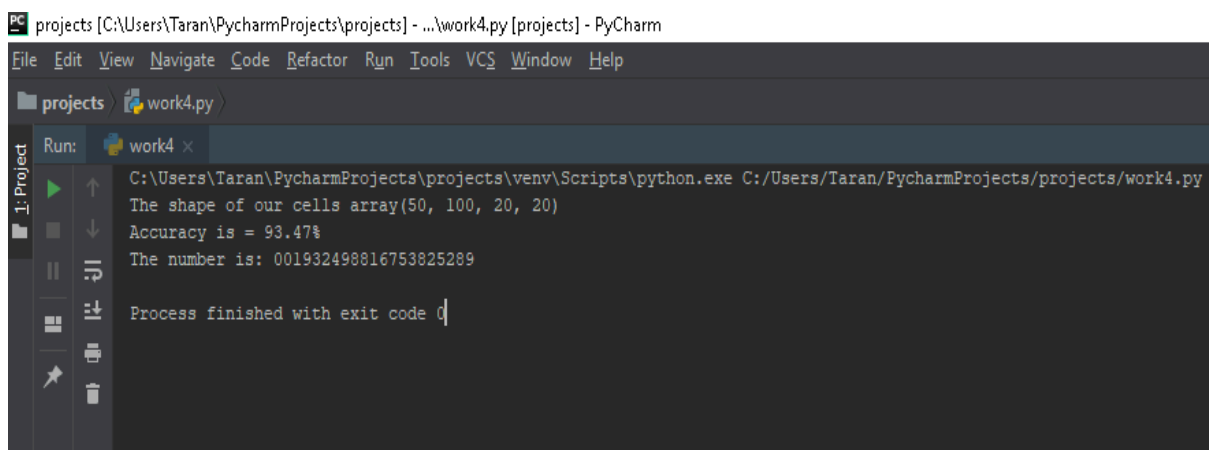 PC projects [C:\Users\Taran\PycharmProjects\projects] - ...\work4.py [projects] - PyCharm
File Edit View Navigate Code Refactor Run Tools VCS Window Help
projects work4.py
Run: work4 ×
1: Project
C:\Users\Taran\PycharmProjects\projects\venv\Scripts\python.exe C:/Users/Taran/PycharmProjects/projects/work4.py
The shape of our cells array(50, 100, 20, 20)
Accuracy is = 93.47%
The number is: 001932498816753825289
Process finished with exit code 0